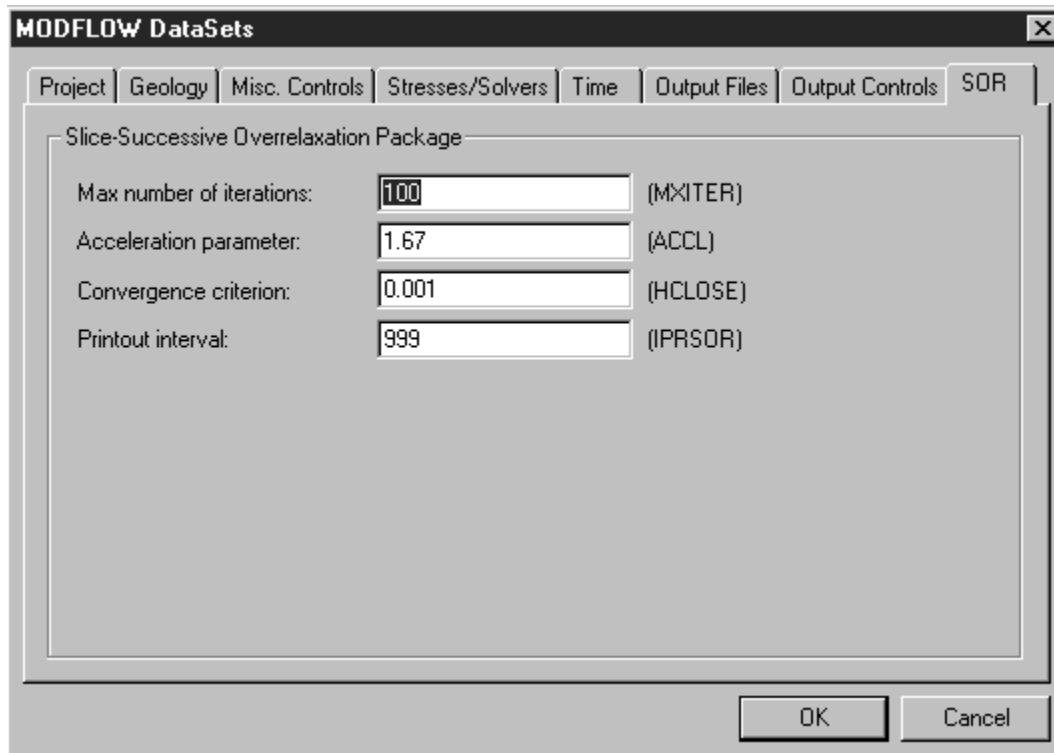 MODFLOW DataSets
Project Geology Misc. Controls Stresses/Solvers Time Output Files Output Controls SOR
Slice-Successive Overrelaxation Package
Max number of iterations: 100 (MXITER)
Acceleration parameter: 1.67 (ACCL)
Convergence criterion: 0.001 (HCLOSE)
Printout interval: 999 (IPRSOR)
OK Cancel